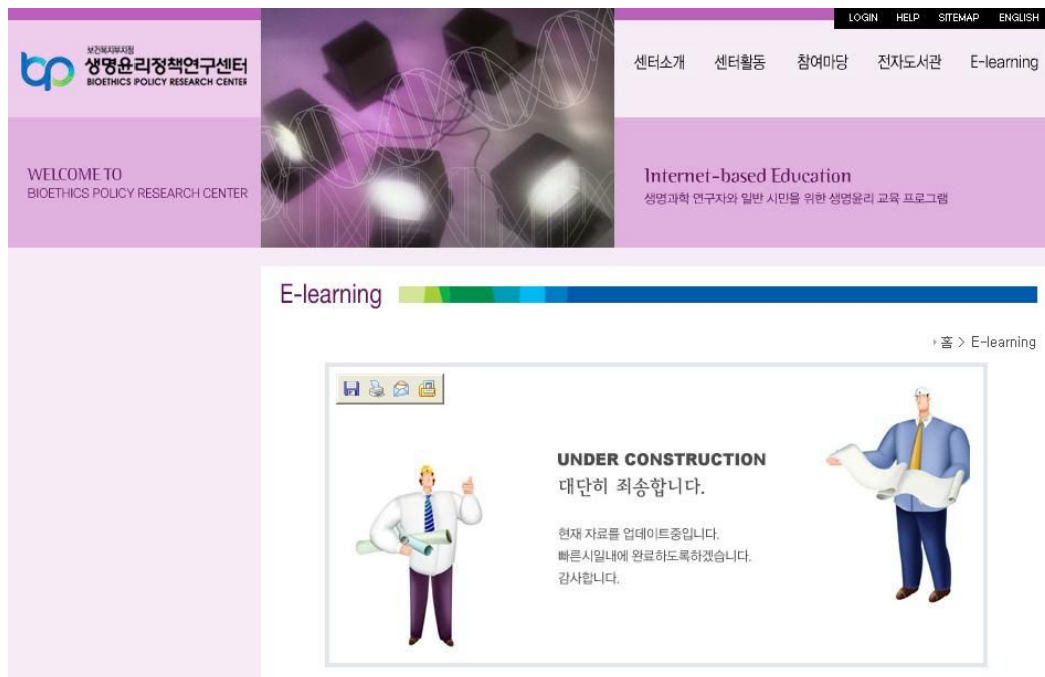 LOGIN HELP SITEMAP ENGLISH
보건복지부지정
생명윤리정책연구센터
BIOETHICS POLICY RESEARCH CENTER
센터소개 센터활동 참여마당 전자도서관 E-learning
WELCOME TO
BIOETHICS POLICY RESEARCH CENTER
Internet-based Education
생명과학 연구자와 일반 시민을 위한 생명윤리 교육 프로그램
E-learning
홈 > E-learning
UNDER CONSTRUCTION
대단히 죄송합니다.
현재 자료를 업데이트중입니다.
빠른시일내에 완료하도록하겠습니다.
감사합니다.